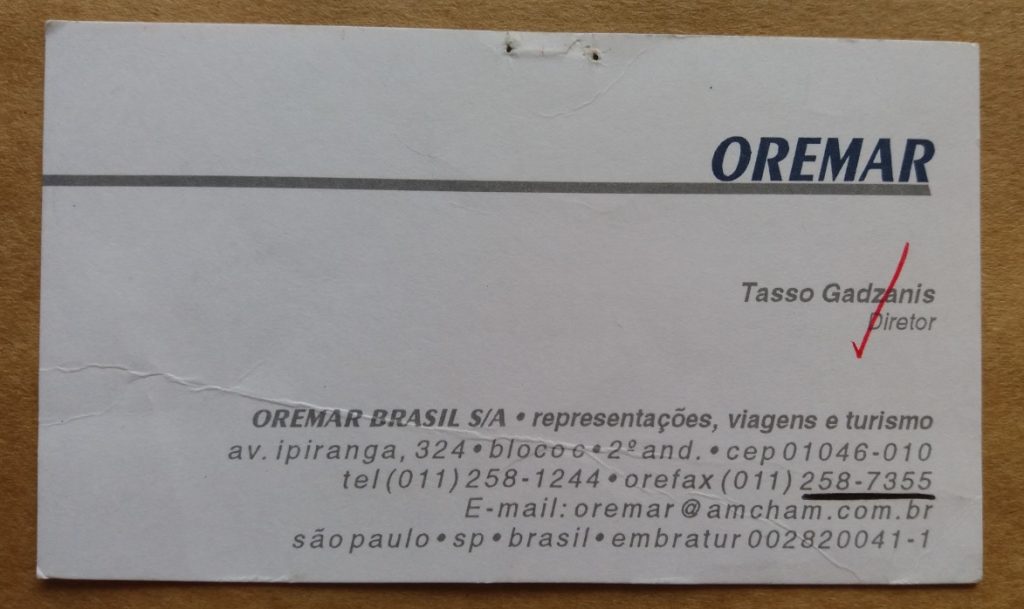 OREMAR
Tasso Gadzanis
Diretor
OREMAR BRASIL S/A • representações, viagens e turismo
av. ipiranga, 324 • bloco c • 2º and. • cep 01046-010
tel (011) 258-1244 • orefax (011) 258-7355
E-mail: oremar@amcham.com.br
são paulo • sp • brasil • embratur 002820041-1